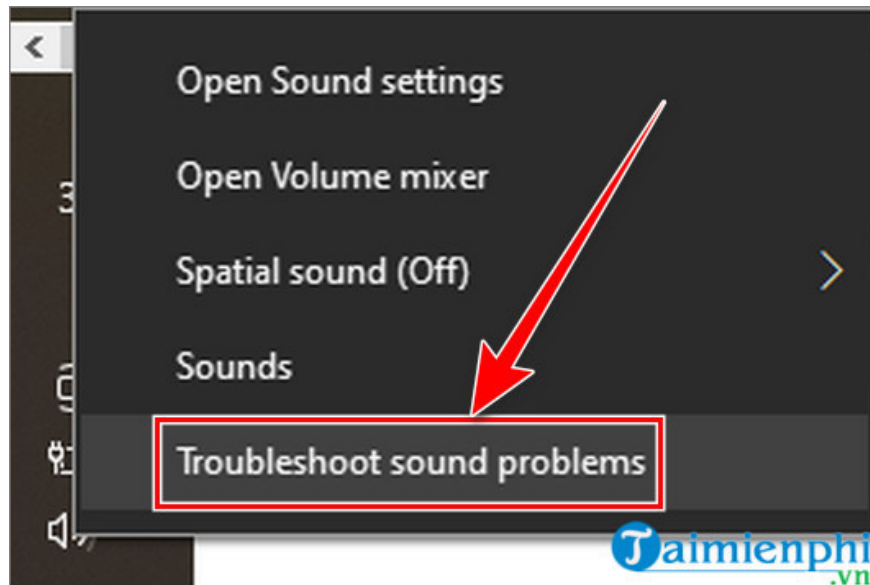 Open Sound settings
Open Volume mixer
Spatial sound (Off)
Sounds
Troubleshoot sound problems
Taimienphi
.vn